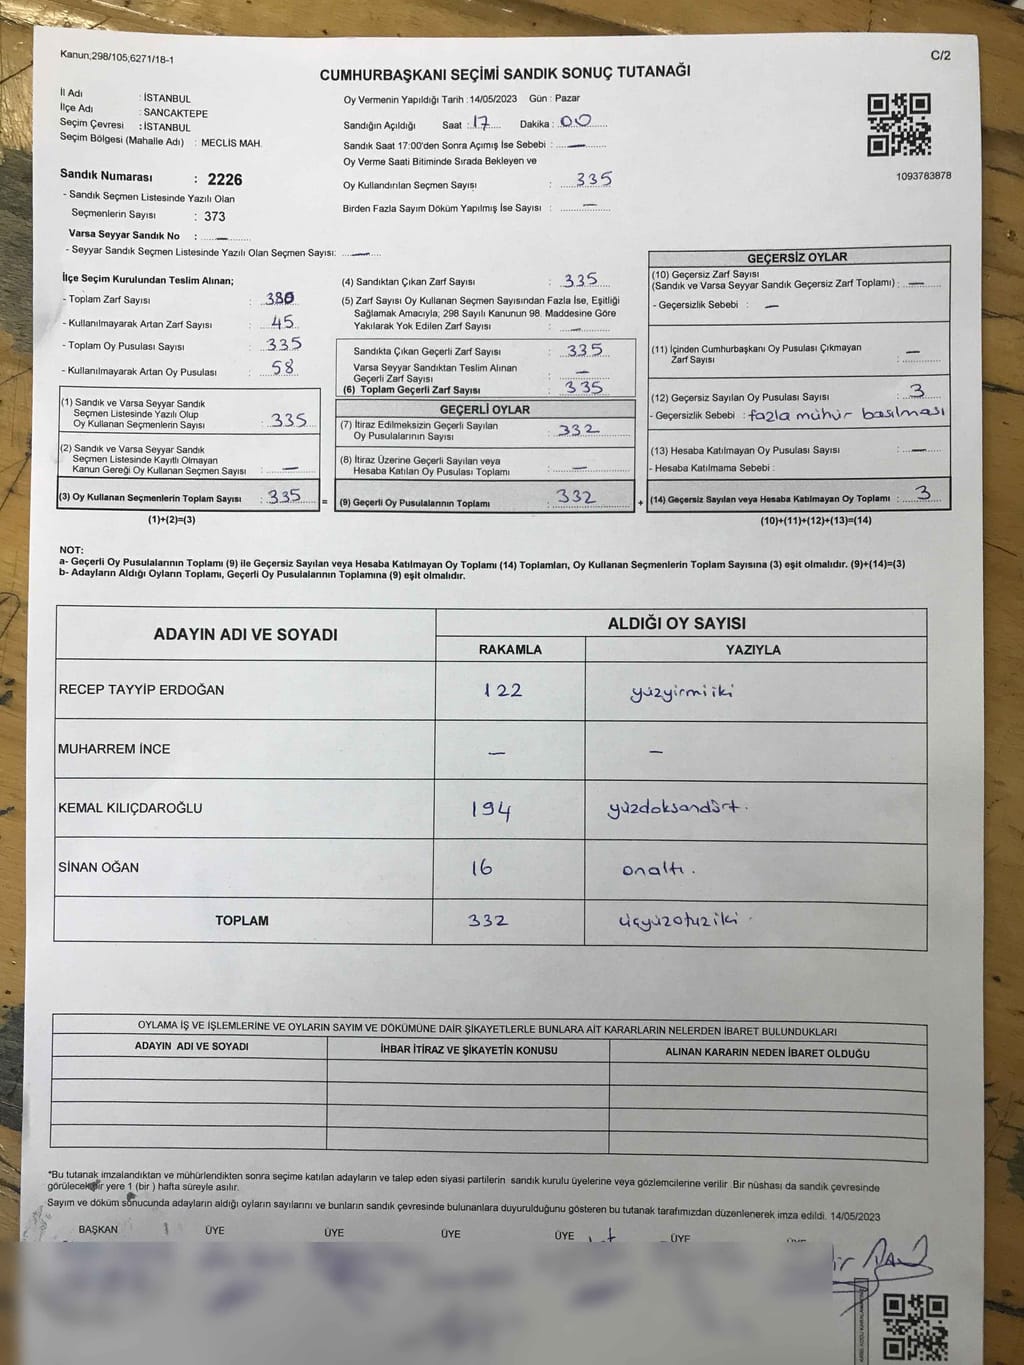 Kanun;298/105;6271/18-1
C/2
CUMHURBAŞKANI SEÇİMİ SANDIK SONUÇ TUTANAĞI
İl Adı : İSTANBUL
İlçe Adı : SANCAKTEPE
Seçim Çevresi : İSTANBUL
Seçim Bölgesi (Mahalle Adı) : MECLİS MAH.
Sandık Numarası : 2226
- Sandık Seçmen Listesinde Yazılı Olan
Seçmenlerin Sayısı : 373
Varsa Seyyar Sandık No : —
- Seyyar Sandık Seçmen Listesinde Yazılı Olan Seçmen Sayısı: —
Oy Vermenin Yapıldığı Tarih :14/05/2023 Gün : Pazar
Sandığın Açıldığı Saat : 17 Dakika : 00
Sandık Saat 17:00'den Sonra Açımış İse Sebebi : —
Oy Verme Saati Bitiminde Sırada Bekleyen ve
Oy Kullandırılan Seçmen Sayısı : 335
Birden Fazla Sayım Döküm Yapılmış İse Sayısı : —
1093783878
İlçe Seçim Kurulundan Teslim Alınan;
- Toplam Zarf Sayısı : 380
- Kullanılmayarak Artan Zarf Sayısı : 45
- Toplam Oy Pusulası Sayısı : 335
- Kullanılmayarak Artan Oy Pusulası : 58
(1) Sandık ve Varsa Seyyar Sandık
Seçmen Listesinde Yazılı Olup
Oy Kullanan Seçmenlerin Sayısı : 335
(2) Sandık ve Varsa Seyyar Sandık
Seçmen Listesinde Kayıtlı Olmayan
Kanun Gereği Oy Kullanan Seçmen Sayısı : —
(3) Oy Kullanan Seçmenlerin Toplam Sayısı : 335 =
(1)+(2)=(3)
(4) Sandıktan Çıkan Zarf Sayısı : 335
(5) Zarf Sayısı Oy Kullanan Seçmen Sayısından Fazla İse, Eşitliği
Sağlamak Amacıyla; 298 Sayılı Kanunun 98. Maddesine Göre
Yakılarak Yok Edilen Zarf Sayısı : —
Sandıkta Çıkan Geçerli Zarf Sayısı : 335
Varsa Seyyar Sandıktan Teslim Alınan
Geçerli Zarf Sayısı : —
(6) Toplam Geçerli Zarf Sayısı : 335
GEÇERLİ OYLAR
(7) İtiraz Edilmeksizin Geçerli Sayılan
Oy Pusulalarının Sayısı : 332
(8) İtiraz Üzerine Geçerli Sayılan veya
Hesaba Katılan Oy Pusulası Toplamı : —
(9) Geçerli Oy Pusulalarının Toplamı : 332 +
GEÇERSİZ OYLAR
(10) Geçersiz Zarf Sayısı
(Sandık ve Varsa Seyyar Sandık Geçersiz Zarf Toplamı) : —
- Geçersizlik Sebebi : —
(11) İçinden Cumhurbaşkanı Oy Pusulası Çıkmayan
Zarf Sayısı : —
(12) Geçersiz Sayılan Oy Pusulası Sayısı : 3
- Geçersizlik Sebebi : fazla mühür basılması
(13) Hesaba Katılmayan Oy Pusulası Sayısı : —
- Hesaba Katılmama Sebebi :
(14) Geçersiz Sayılan veya Hesaba Katılmayan Oy Toplamı : 3
(10)+(11)+(12)+(13)=(14)
NOT:
a- Geçerli Oy Pusulalarının Toplamı (9) ile Geçersiz Sayılan veya Hesaba Katılmayan Oy Toplamı (14) Toplamları, Oy Kullanan Seçmenlerin Toplam Sayısına (3) eşit olmalıdır. (9)+(14)=(3)
b- Adayların Aldığı Oyların Toplamı, Geçerli Oy Pusulalarının Toplamına (9) eşit olmalıdır.
ADAYIN ADI VE SOYADI ALDIĞI OY SAYISI
RAKAMLA YAZIYLA
RECEP TAYYİP ERDOĞAN 122 yüzyirmiiki
MUHARREM İNCE — —
KEMAL KILIÇDAROĞLU 194 yüzdoksandört.
SİNAN OĞAN 16 onaltı.
TOPLAM 332 üçyüzotuziki.
OYLAMA İŞ VE İŞLEMLERİNE VE OYLARIN SAYIM VE DÖKÜMÜNE DAİR ŞİKAYETLERLE BUNLARA AİT KARARLARIN NELERDEN İBARET BULUNDUKLARI
ADAYIN ADI VE SOYADI İHBAR İTİRAZ VE ŞİKAYETİN KONUSU ALINAN KARARIN NEDEN İBARET OLDUĞU
*Bu tutanak imzalandıktan ve mühürlendikten sonra seçime katılan adayların ve talep eden siyasi partilerin sandık kurulu üyelerine veya gözlemcilerine verilir .Bir nüshası da sandık çevresinde
görülecek bir yere 1 (bir ) hafta süreyle asılır.
Sayım ve döküm sonucunda adayların aldığı oyların sayılarını ve bunların sandık çevresinde bulunanlara duyurulduğunu gösteren bu tutanak tarafımızdan düzenlenerek imza edildi. 14/05/2023
BAŞKAN ÜYE ÜYE ÜYE ÜYE ÜYE